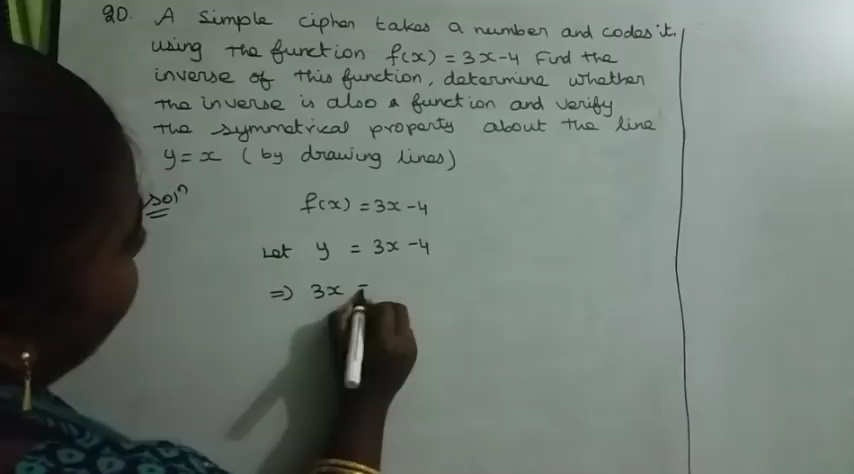 20. A simple cipher takes a number and codes it,
using the function f(x) = 3x-4 Find the
inverse of this function, determine whether
the inverse is also a function and verify
the symmetrical property about the line
y = x (by drawing lines)
Solⁿ
f(x) = 3x-4
Let y = 3x-4
=> 3x =